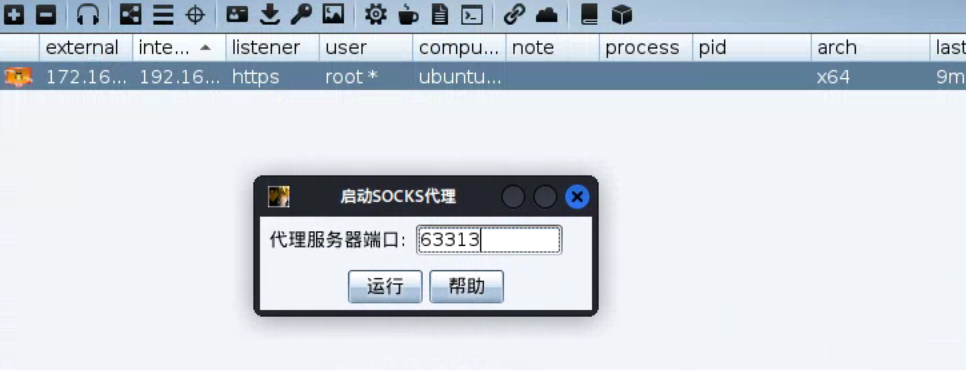 external inte... listener user compu... note process pid arch last
172.16... 192.16... https root * ubuntu... x64 9m
启动SOCKS代理
代理服务器端口: 63313
运行 帮助